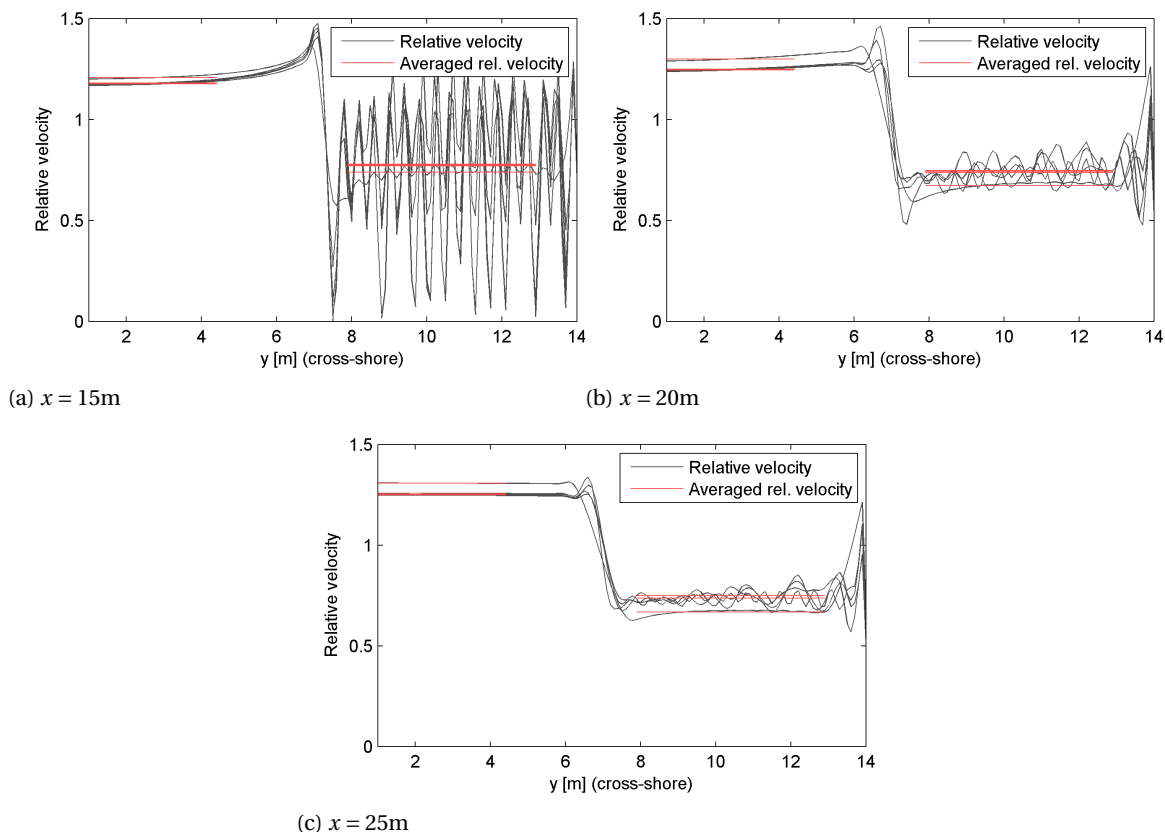 1.5
1
0.5
0
Relative velocity
Relative velocity
Averaged rel. velocity
2 4 6 8 10 12 14
y [m] (cross-shore)
(a) x = 15m
1.5
1
0.5
0
Relative velocity
Relative velocity
Averaged rel. velocity
2 4 6 8 10 12 14
y [m] (cross-shore)
(b) x = 20m
1.5
1
0.5
0
Relative velocity
Relative velocity
Averaged rel. velocity
2 4 6 8 10 12 14
y [m] (cross-shore)
(c) x = 25m